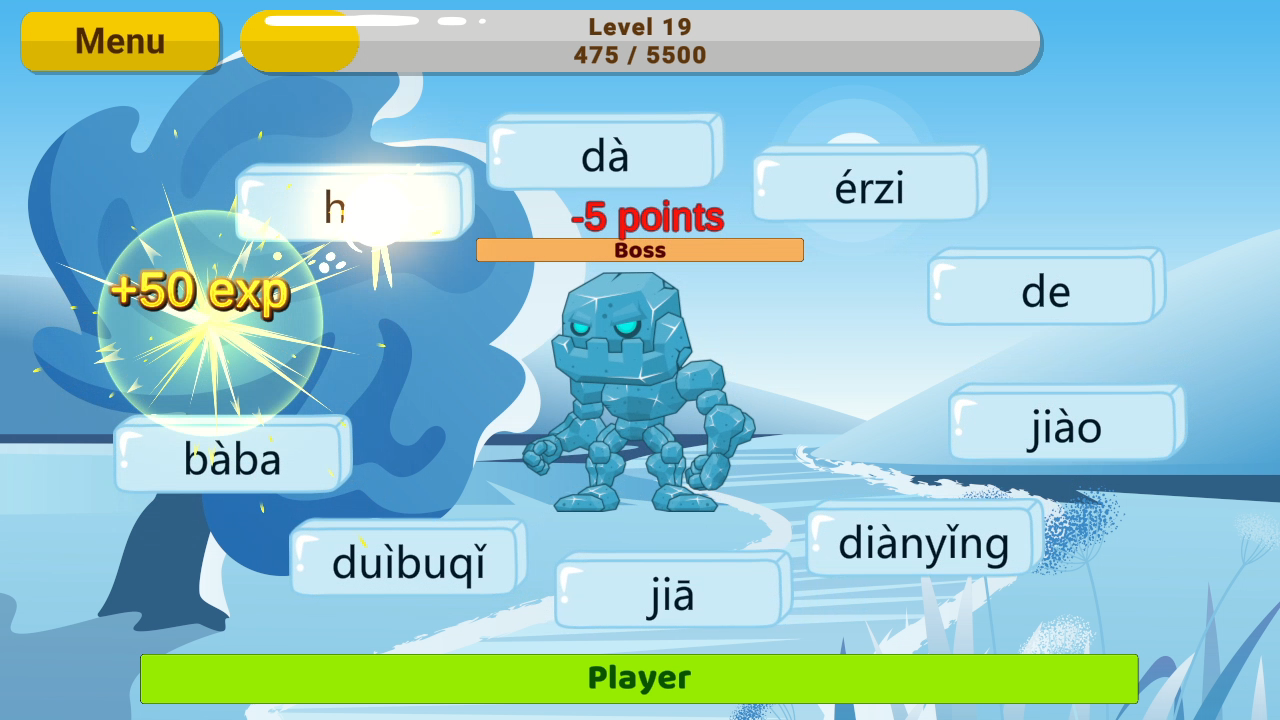 Menu
Level 19
475 / 5500
dà
érzi
-5 points
Boss
de
+50 exp
jiào
bàba
diànyǐng
duìbuqǐ
jiā
Player